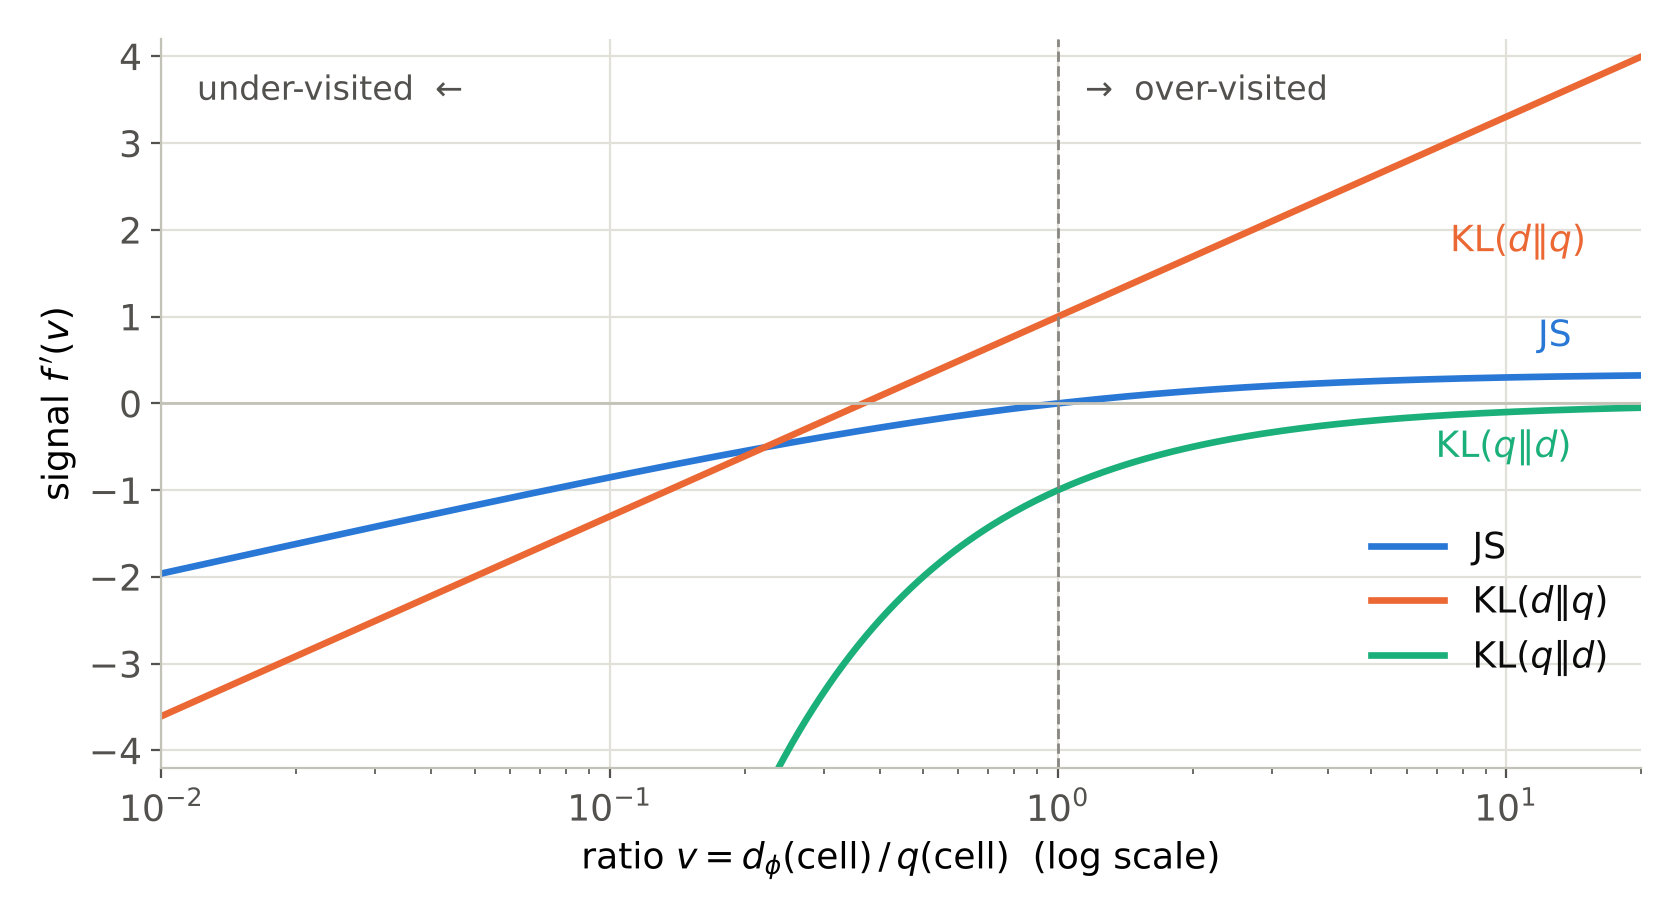 4
3
2
1
0
−1
−2
−3
−4
signal f′(v)
under-visited ←
→ over-visited
KL(d‖q)
JS
KL(q‖d)
JS
KL(d‖q)
KL(q‖d)
10⁻² 10⁻¹ 10⁰ 10¹
ratio v = d_ϕ(cell) / q(cell) (log scale)